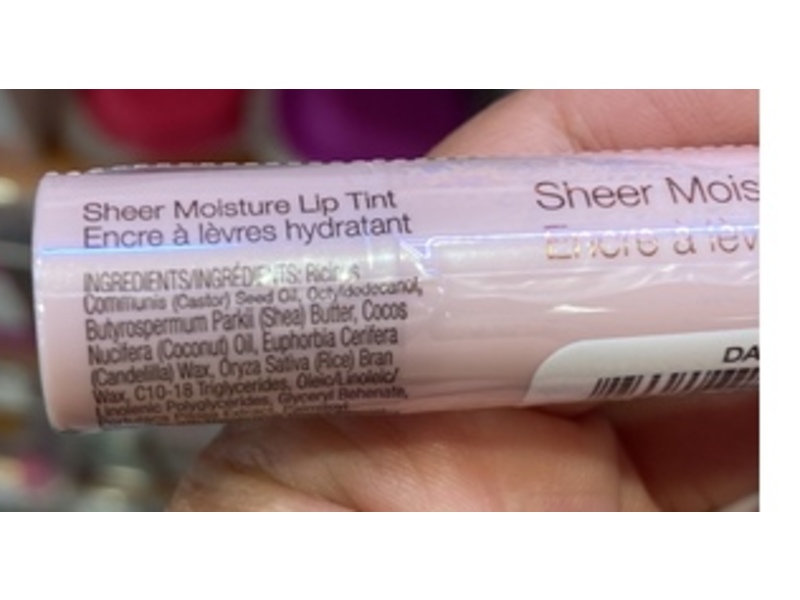 Sheer Moisture Lip Tint
Encre à lèvres hydratant
INGREDIENTS/INGRÉDIENTS: Ricinus
Communis (Castor) Seed Oil, Octyldodecanol,
Butyrospermum Parkii (Shea) Butter, Cocos
Nucifera (Coconut) Oil, Euphorbia Cerifera
(Candelilla) Wax, Oryza Sativa (Rice) Bran
Wax, C10-18 Triglycerides, Oleic/Linoleic/
Linolenic Polyglycerides, Glyceryl Behenate,
Sheer Mois
Encre à lèv
DA